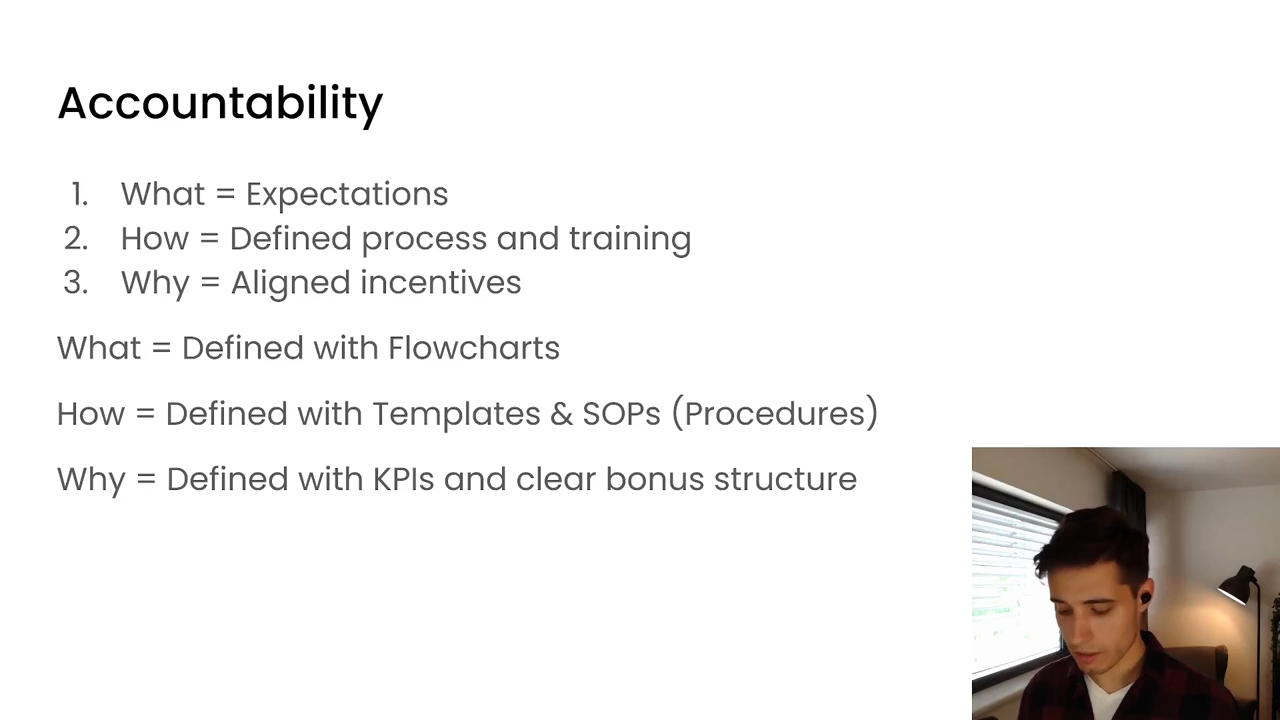 Accountability
1. What = Expectations
2. How = Defined process and training
3. Why = Aligned incentives
What = Defined with Flowcharts
How = Defined with Templates & SOPs (Procedures)
Why = Defined with KPIs and clear bonus structure